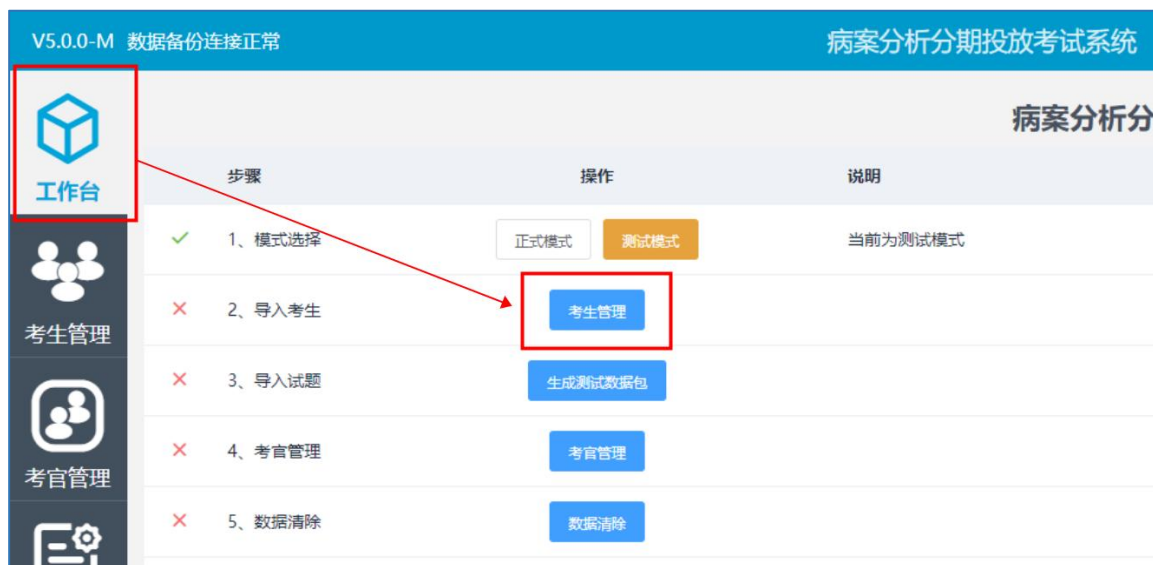 V5.0.0-M 数据备份连接正常 病案分析分期投放考试系统
病案分析分
工作台
步骤 操作 说明
1、模式选择 正式模式 测试模式 当前为测试模式
2、导入考生 考生管理
考生管理
3、导入试题 生成测试数据包
4、考官管理 考官管理
考官管理
5、数据清除 数据清除